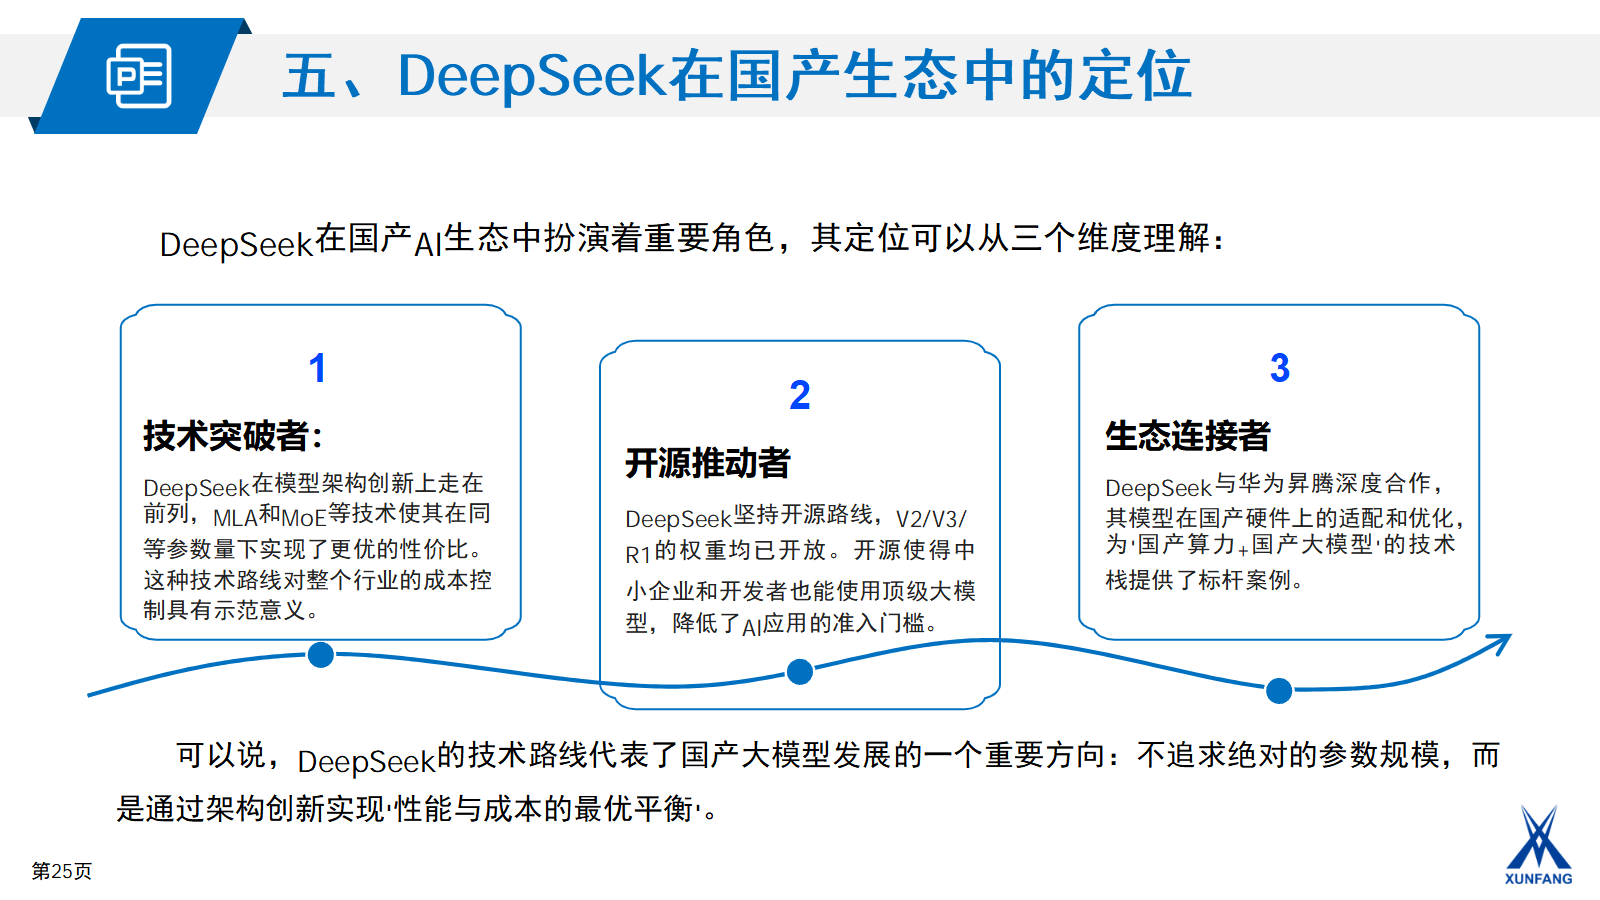 五、DeepSeek在国产生态中的定位
DeepSeek在国产AI生态中扮演着重要角色，其定位可以从三个维度理解：
1
技术突破者：
DeepSeek在模型架构创新上走在
前列，MLA和MoE等技术使其在同
等参数量下实现了更优的性价比。
这种技术路线对整个行业的成本控
制具有示范意义。
2
开源推动者
DeepSeek坚持开源路线，V2/V3/
R1的权重均已开放。开源使得中
小企业和开发者也能使用顶级大模
型，降低了AI应用的准入门槛。
3
生态连接者
DeepSeek与华为昇腾深度合作，
其模型在国产硬件上的适配和优化，
为'国产算力+国产大模型'的技术
栈提供了标杆案例。
可以说，DeepSeek的技术路线代表了国产大模型发展的一个重要方向：不追求绝对的参数规模，而
是通过架构创新实现'性能与成本的最优平衡'。
第25页
XUNFANG